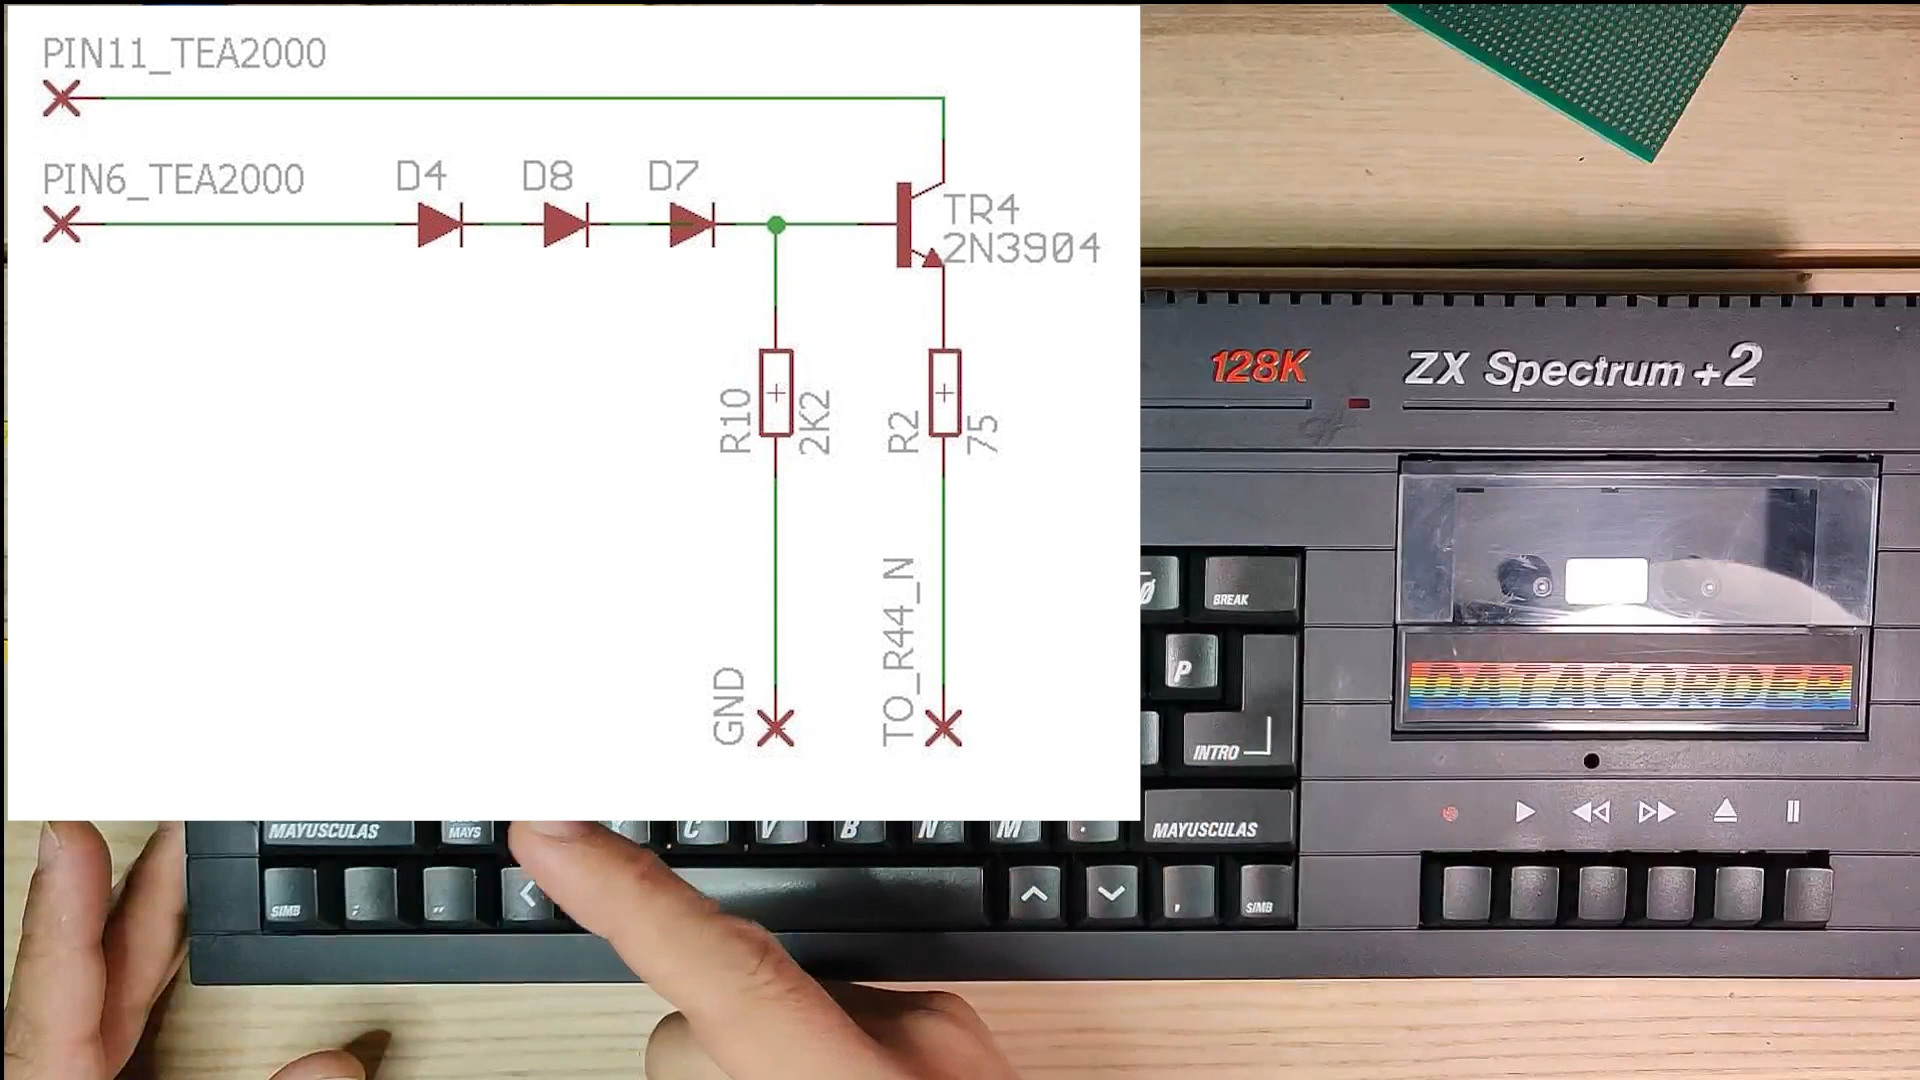 PIN11_TEA2000
PIN6_TEA2000
D4
D8
D7
TR4
2N3904
R10
2K2
R2
75
GND
TO_R44_N
128K
ZX Spectrum +2
BREAK
P
INTRO
DATACORDER
MAYUSCULAS
MAYS
C
V
B
N
M
.
MAYUSCULAS
SIMB
;
"
,
SIMB